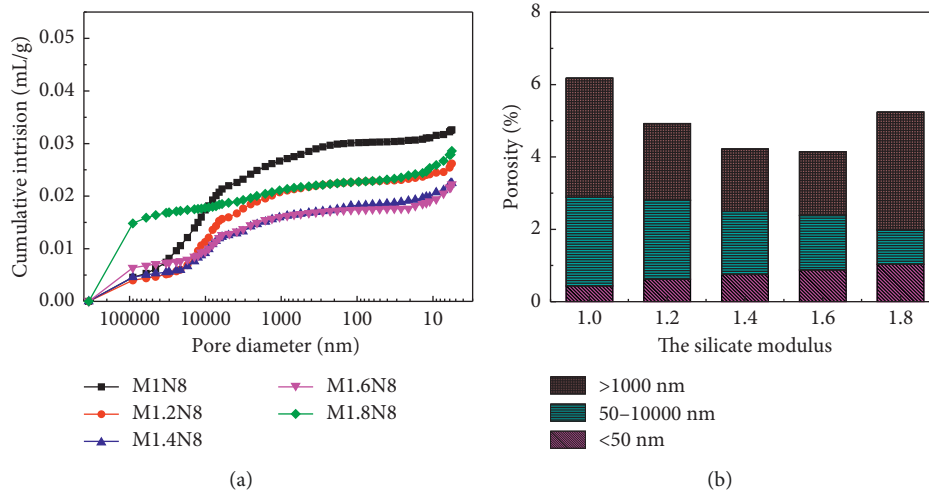 (a)
0.05
0.04
0.03
0.02
0.01
0.00
Cumulative intrision (mL/g)
100000 10000 1000 100 10
Pore diameter (nm)
M1N8
M1.2N8
M1.4N8
M1.6N8
M1.8N8
(a)
(b)
8
6
4
2
0
Porosity (%)
1.0 1.2 1.4 1.6 1.8
The silicate modulus
>1000 nm
50–10000 nm
<50 nm
(b)